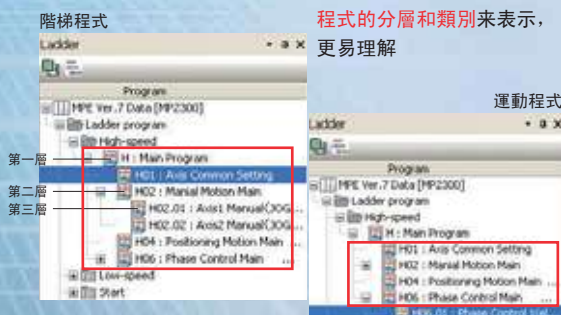 階梯程式
程式的分層和類別来表示,
更易理解
Ladder
Program
MPE Ver.7 Data [MP2300]
Ladder program
High-speed
第一層
H : Main Program
H01 : Axis Common Setting
第二層
H02 : Manial Motion Main
第三層
H02.01 : Axis1 Manual(JOG...
H02.02 : Axis2 Manual(JOG...
H04 : Positioning Motion Main ...
H06 : Phase Control Main ...
Low-speed
Start
運動程式
Ladder
Program
MPE Ver.7 Data [MP2300]
Ladder program
High-speed
H : Main Program
H01 : Axis Common Setting
H02 : Manial Motion Main
H04 : Positioning Motion Main ...
H06 : Phase Control Main ...
H06.01 : Phase Control